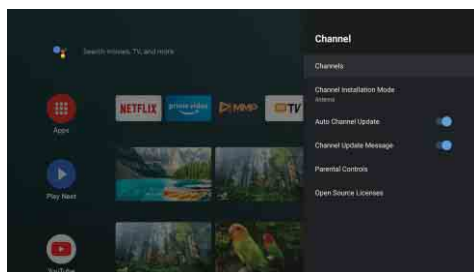 Search movies, TV, and more
Channel
Channels
Channel Installation Mode
Antenna
Auto Channel Update
Channel Update Message
Parental Controls
Open Source Licenses
Apps
NETFLIX
prime video
MMP
TV
Play Next
YouTube